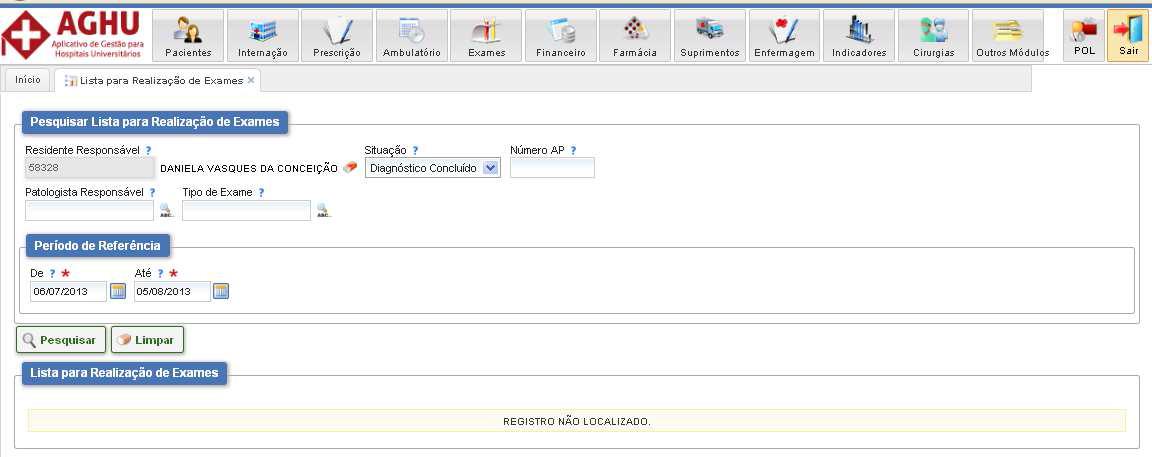 AGHU
Aplicativo de Gestão para
Hospitais Universitários
Pacientes Internação Prescrição Ambulatório Exames Financeiro Farmácia Suprimentos Enfermagem Indicadores Cirurgias Outros Módulos POL Sair
Início Lista para Realização de Exames ×
Pesquisar Lista para Realização de Exames
Residente Responsável ? Situação ? Número AP ?
58328 DANIELA VASQUES DA CONCEIÇÃO Diagnóstico Concluído
Patologista Responsável ? Tipo de Exame ?
ABC.. ABC..
Período de Referência
De ? * Até ? *
06/07/2013 05/08/2013
Pesquisar Limpar
Lista para Realização de Exames
REGISTRO NÃO LOCALIZADO.